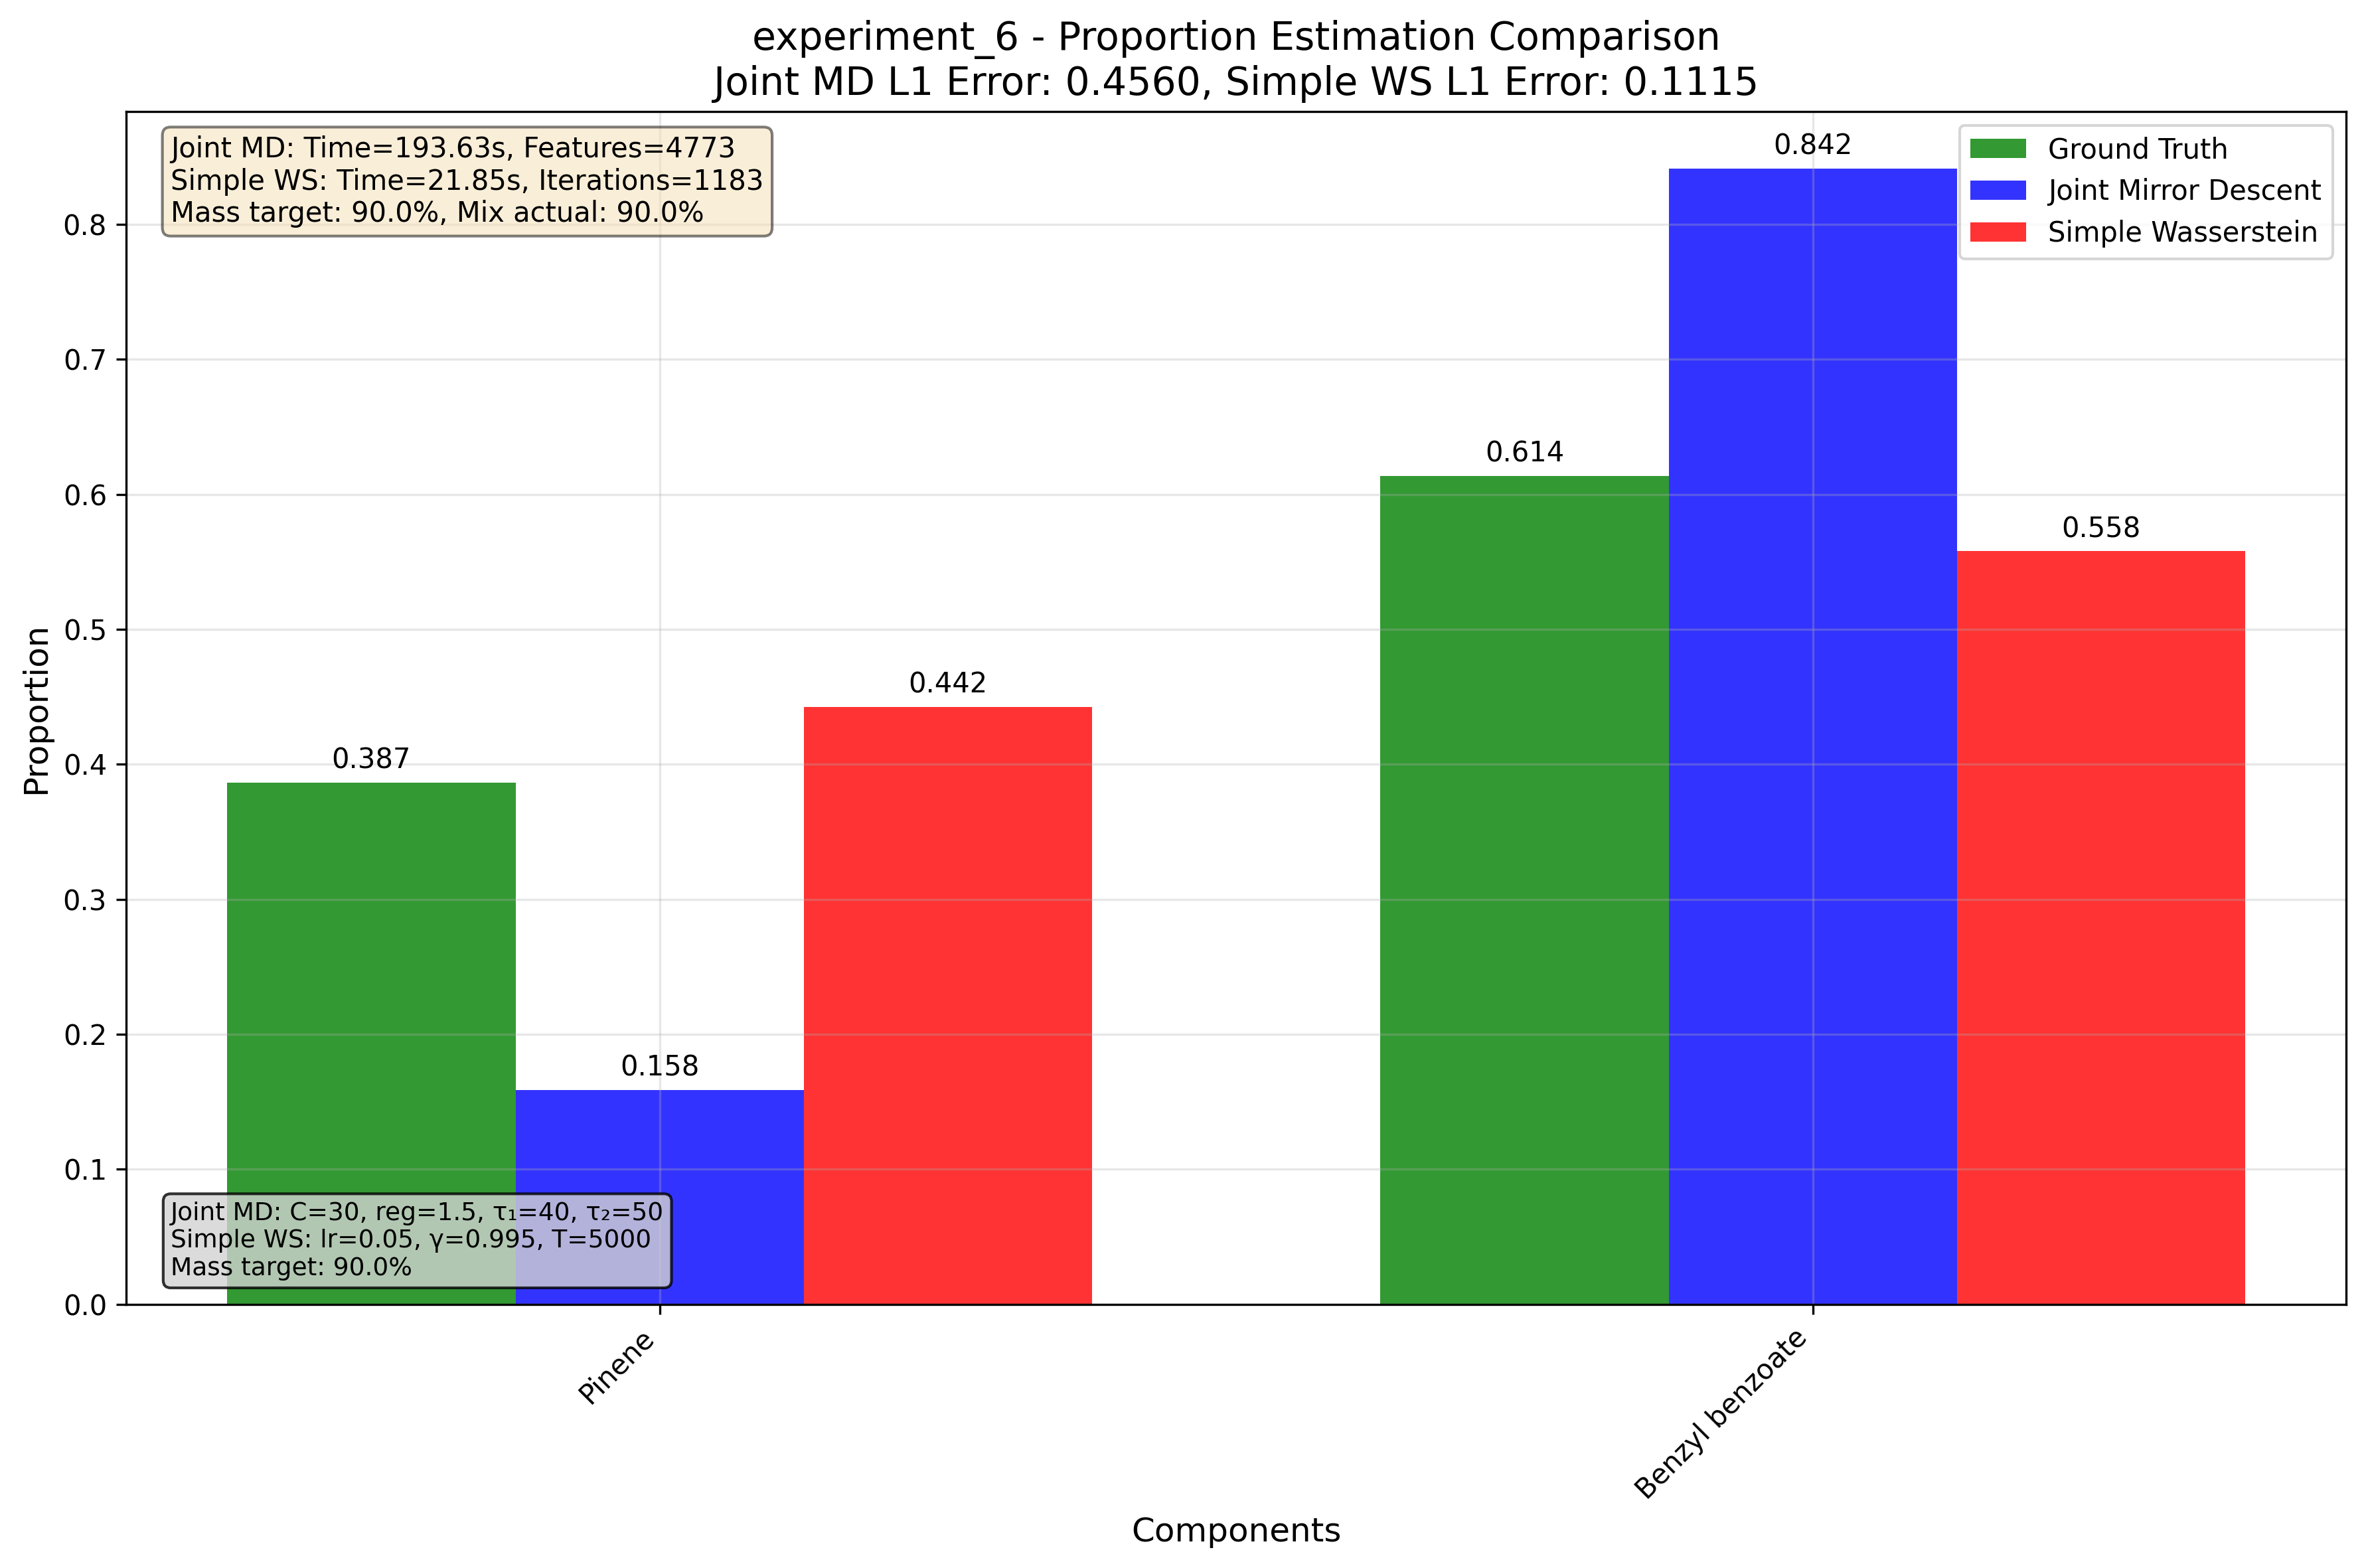 experiment_6 - Proportion Estimation Comparison
Joint MD L1 Error: 0.4560, Simple WS L1 Error: 0.1115
Joint MD: Time=193.63s, Features=4773
Simple WS: Time=21.85s, Iterations=1183
Mass target: 90.0%, Mix actual: 90.0%
Ground Truth
Joint Mirror Descent
Simple Wasserstein
Proportion
0.8
0.7
0.6
0.5
0.4
0.3
0.2
0.1
0.0
0.387
0.158
0.442
0.614
0.842
0.558
Joint MD: C=30, reg=1.5, τ₁=40, τ₂=50
Simple WS: lr=0.05, γ=0.995, T=5000
Mass target: 90.0%
Pinene
Benzyl benzoate
Components